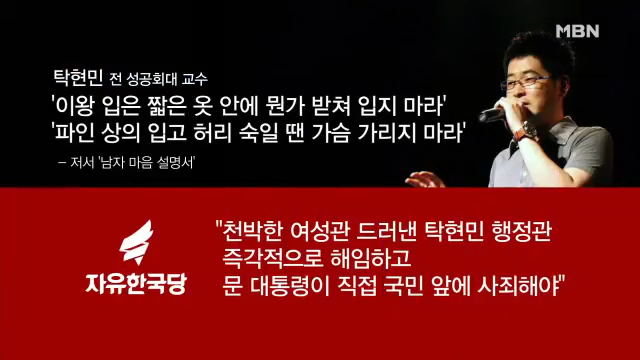 MBN
탁현민 전 성공회대 교수
'이왕 입은 짧은 옷 안에 뭔가 받쳐 입지 마라'
'파인 상의 입고 허리 숙일 땐 가슴 가리지 마라'
– 저서 '남자 마음 설명서'
자유한국당
"천박한 여성관 드러낸 탁현민 행정관
즉각적으로 해임하고
문 대통령이 직접 국민 앞에 사죄해야"